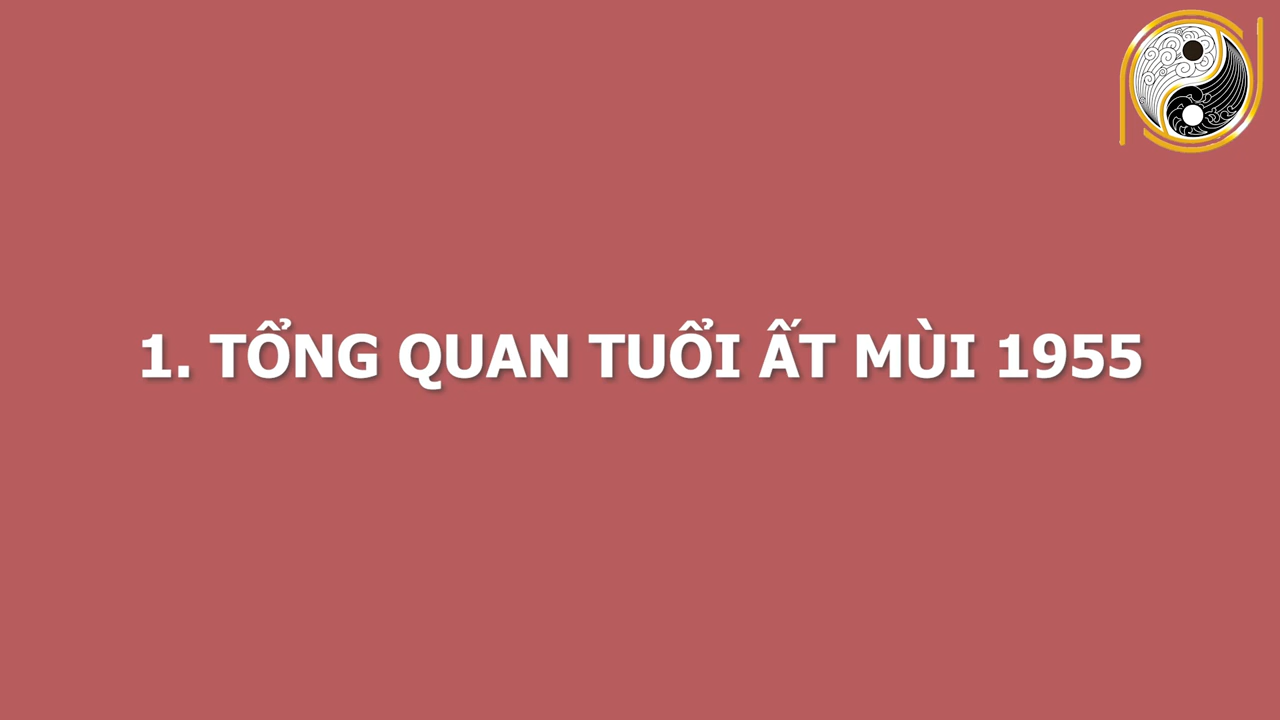 1. TỔNG QUAN TUỔI ẤT MÙI 1955